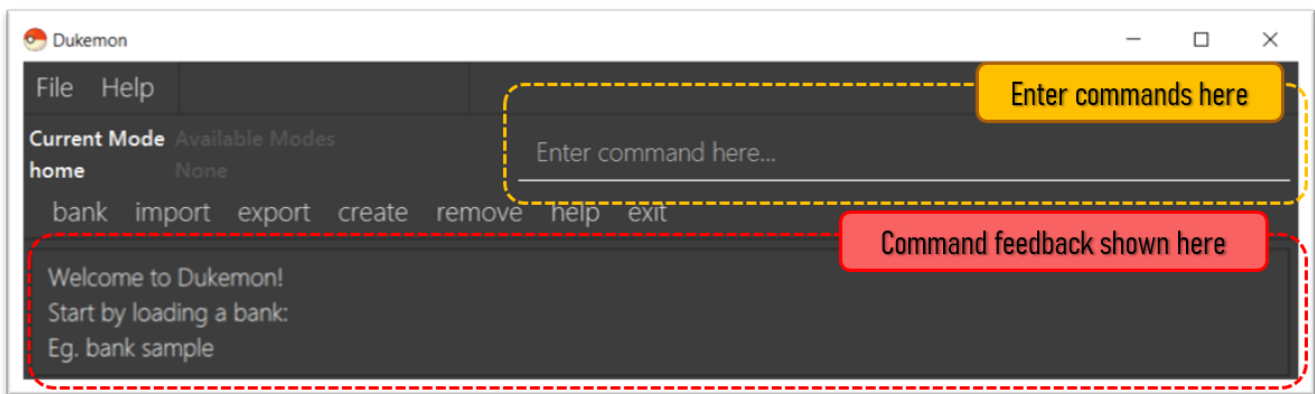 Dukemon
File Help
Enter commands here
Current Mode Available Modes
home None
Enter command here...
bank import export create remove help exit
Command feedback shown here
Welcome to Dukemon!
Start by loading a bank:
Eg. bank sample